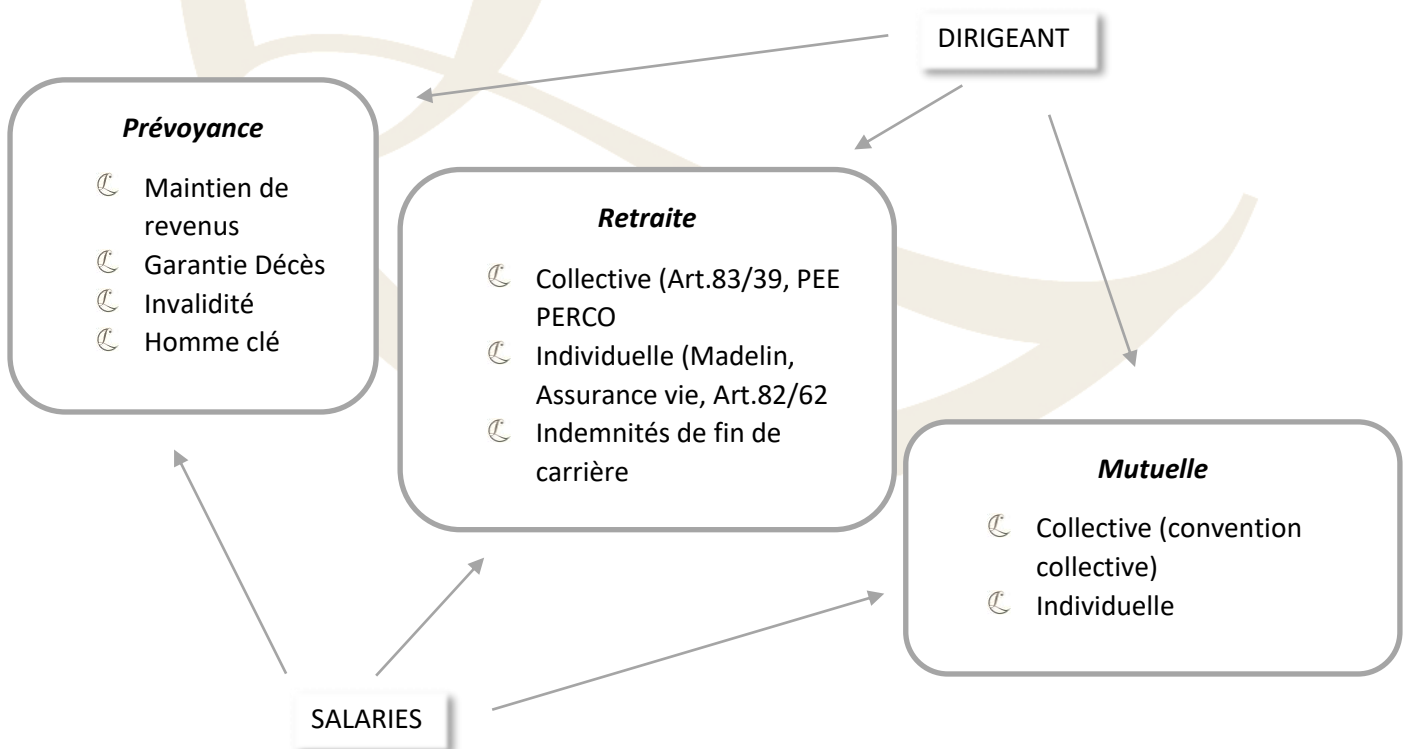 DIRIGEANT
Prévoyance
Maintien de
revenus
Garantie Décès
Invalidité
Homme clé
Retraite
Collective (Art.83/39, PEE
PERCO
Individuelle (Madelin,
Assurance vie, Art.82/62
Indemnités de fin de
carrière
Mutuelle
Collective (convention
collective)
Individuelle
SALARIES